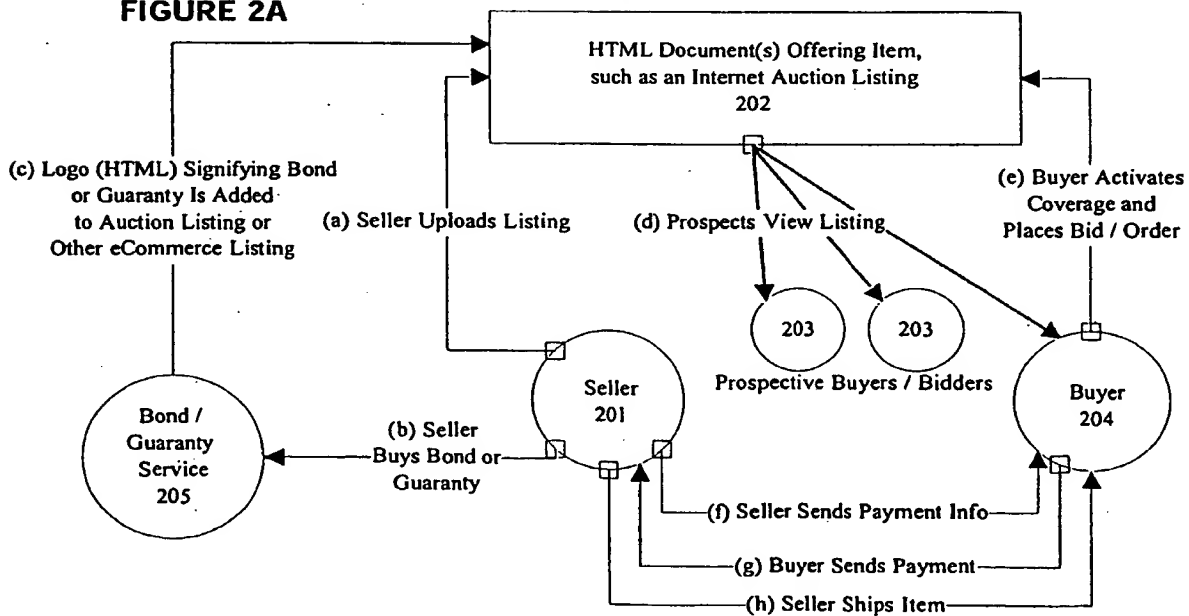 FIGURE 2A
HTML Document(s) Offering Item,
such as an Internet Auction Listing
202
(c) Logo (HTML) Signifying Bond
or Guaranty Is Added
to Auction Listing or
Other eCommerce Listing
(a) Seller Uploads Listing
(d) Prospects View Listing
(e) Buyer Activates
Coverage and
Places Bid / Order
203
203
Prospective Buyers / Bidders
Seller
201
Buyer
204
Bond /
Guaranty
Service
205
(b) Seller
Buys Bond or
Guaranty
(f) Seller Sends Payment Info
(g) Buyer Sends Payment
(h) Seller Ships Item